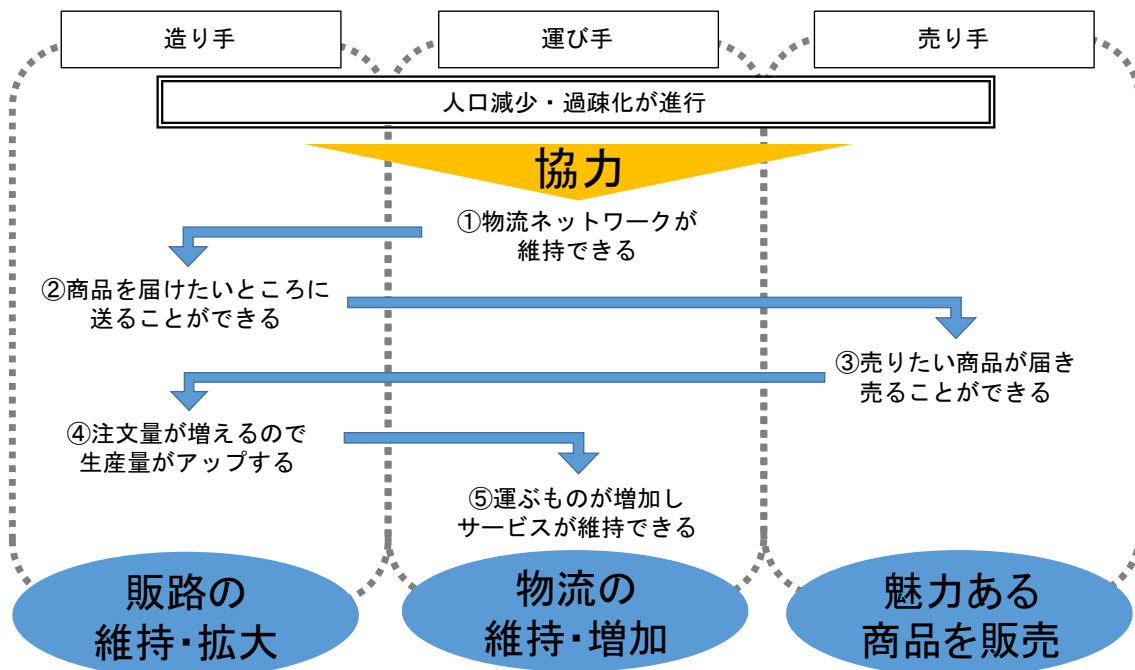 造り手
運び手
売り手
人口減少・過疎化が進行
協力
①物流ネットワークが
維持できる
②商品を届けたいところに
送ることができる
③売りたい商品が届き
売ることができる
④注文量が増えるので
生産量がアップする
⑤運ぶものが増加し
サービスが維持できる
販路の
維持・拡大
物流の
維持・増加
魅力ある
商品を販売